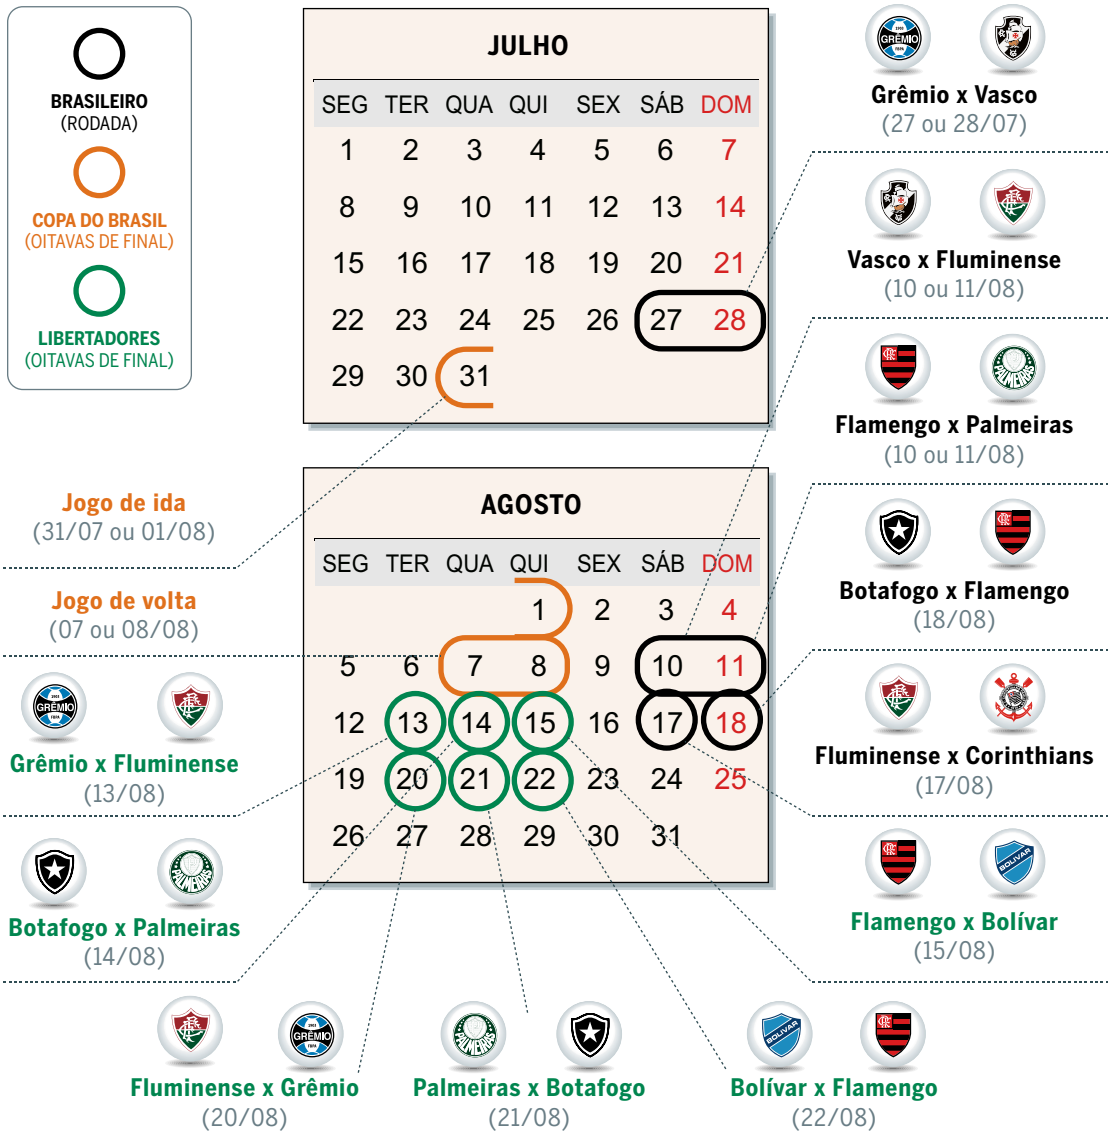 BRASILEIRO
(RODADA)
COPA DO BRASIL
(OITAVAS DE FINAL)
LIBERTADORES
(OITAVAS DE FINAL)
JULHO
SEG TER QUA QUI SEX SÁB DOM
1 2 3 4 5 6 7
8 9 10 11 12 13 14
15 16 17 18 19 20 21
22 23 24 25 26 27 28
29 30 31
AGOSTO
SEG TER QUA QUI SEX SÁB DOM
1 2 3 4
5 6 7 8 9 10 11
12 13 14 15 16 17 18
19 20 21 22 23 24 25
26 27 28 29 30 31
Jogo de ida
(31/07 ou 01/08)
Jogo de volta
(07 ou 08/08)
GRÊMIO
Grêmio x Fluminense
(13/08)
PALMEIRAS
Botafogo x Palmeiras
(14/08)
GRÊMIO
Grêmio x Vasco
(27 ou 28/07)
Vasco x Fluminense
(10 ou 11/08)
PALMEIRAS
Flamengo x Palmeiras
(10 ou 11/08)
Botafogo x Flamengo
(18/08)
Fluminense x Corinthians
(17/08)
BOLIVAR
Flamengo x Bolívar
(15/08)
GRÊMIO
Fluminense x Grêmio
(20/08)
PALMEIRAS
Palmeiras x Botafogo
(21/08)
BOLIVAR
Bolívar x Flamengo
(22/08)